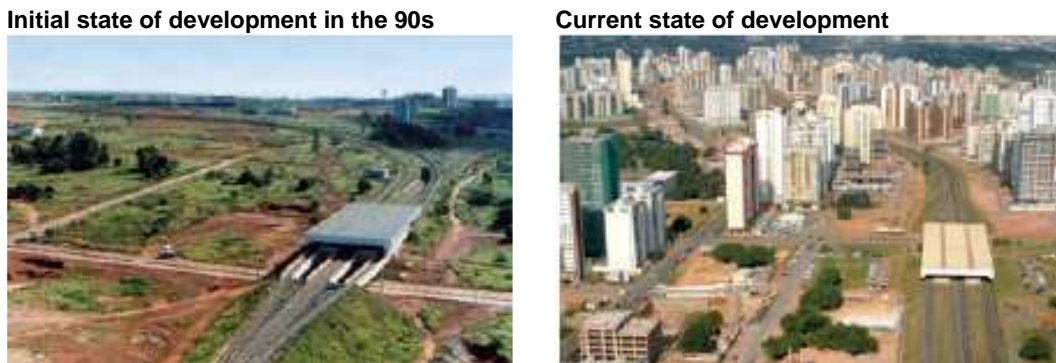 Initial state of development in the 90s
Current state of development